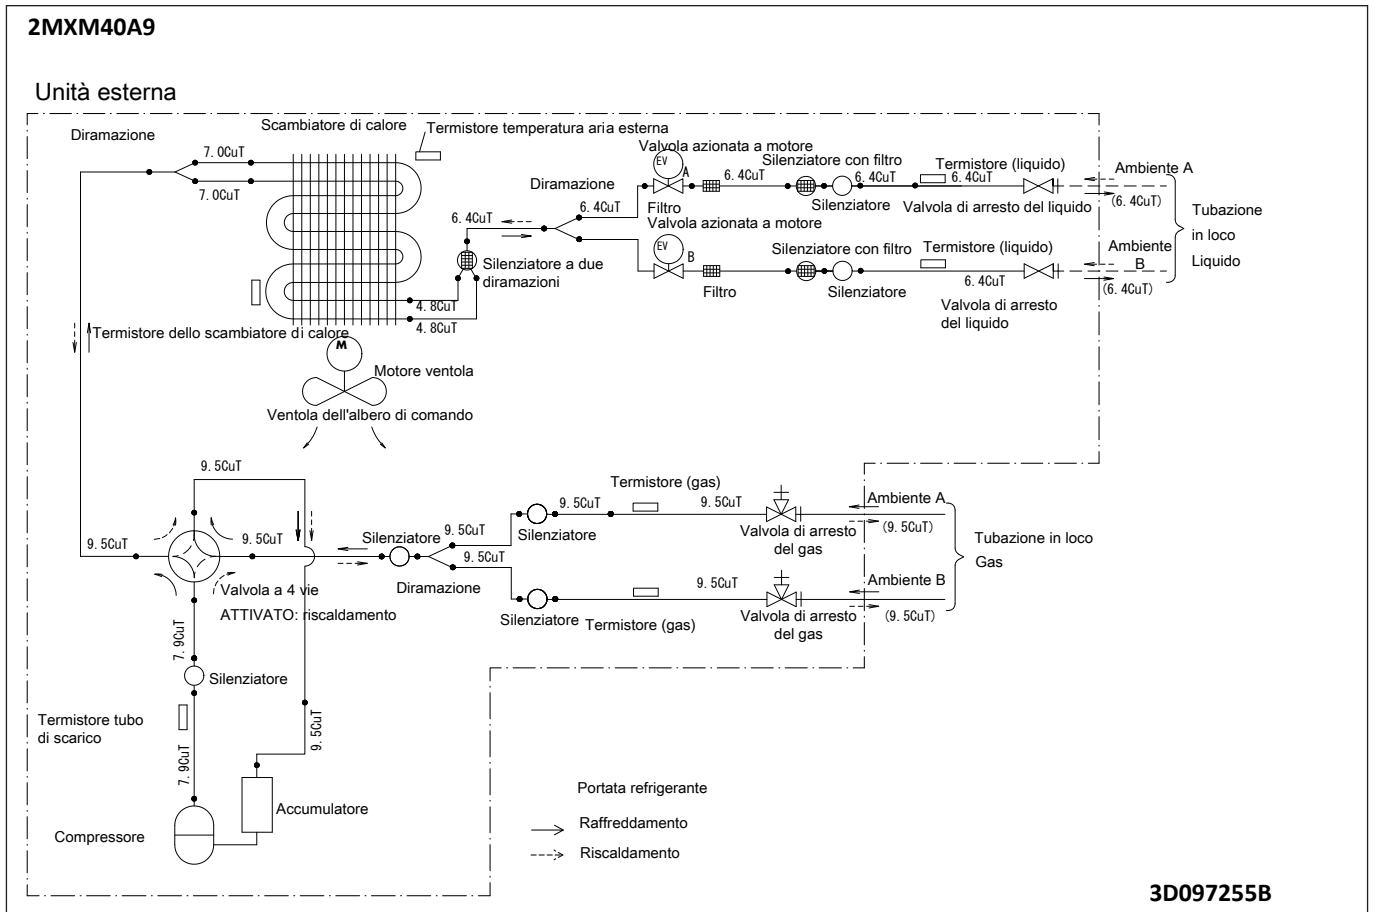 2MXM40A9
Unità esterna
Diramazione
Scambiatore di calore
Termistore temperatura aria esterna
7.0CuT
7.0CuT
Valvola azionata a motore
EV
A
Silenziatore con filtro
Termistore (liquido)
Ambiente A
Diramazione
6.4CuT
6.4CuT
6.4CuT
6.4CuT
6.4CuT
Filtro
Silenziatore
Valvola di arresto del liquido
(6.4CuT)
Tubazione
in loco
Liquido
6.4CuT
Valvola azionata a motore
EV
B
Silenziatore con filtro
Termistore (liquido)
Ambiente
B
Silenziatore a due
diramazioni
Filtro
Silenziatore
6.4CuT
(6.4CuT)
4.8CuT
4.8CuT
Valvola di arresto
del liquido
Termistore dello scambiatore di calore
M
Motore ventola
Ventola dell'albero di comando
9.5CuT
Termistore (gas)
9.5CuT
9.5CuT
Ambiente A
(9.5CuT)
9.5CuT
9.5CuT
Silenziatore
9.5CuT
Silenziatore
Valvola di arresto
del gas
Tubazione in loco
Gas
9.5CuT
Diramazione
Valvola a 4 vie
ATTIVATO: riscaldamento
9.5CuT
Ambiente B
(9.5CuT)
Silenziatore
Termistore (gas)
Valvola di arresto
del gas
7.9CuT
Silenziatore
Termistore tubo
di scarico
7.9CuT
9.5CuT
Accumulatore
Compressore
Portata refrigerante
Raffreddamento
Riscaldamento
3D097255B